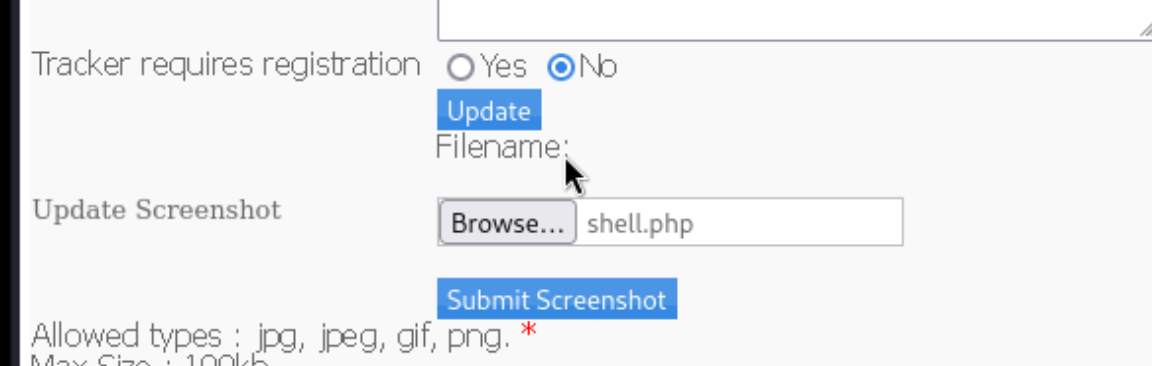 Tracker requires registration Yes No
Update
Filename:
Update Screenshot Browse... shell.php
Submit Screenshot
Allowed types : jpg, jpeg, gif, png. *
Max Size : 100kb